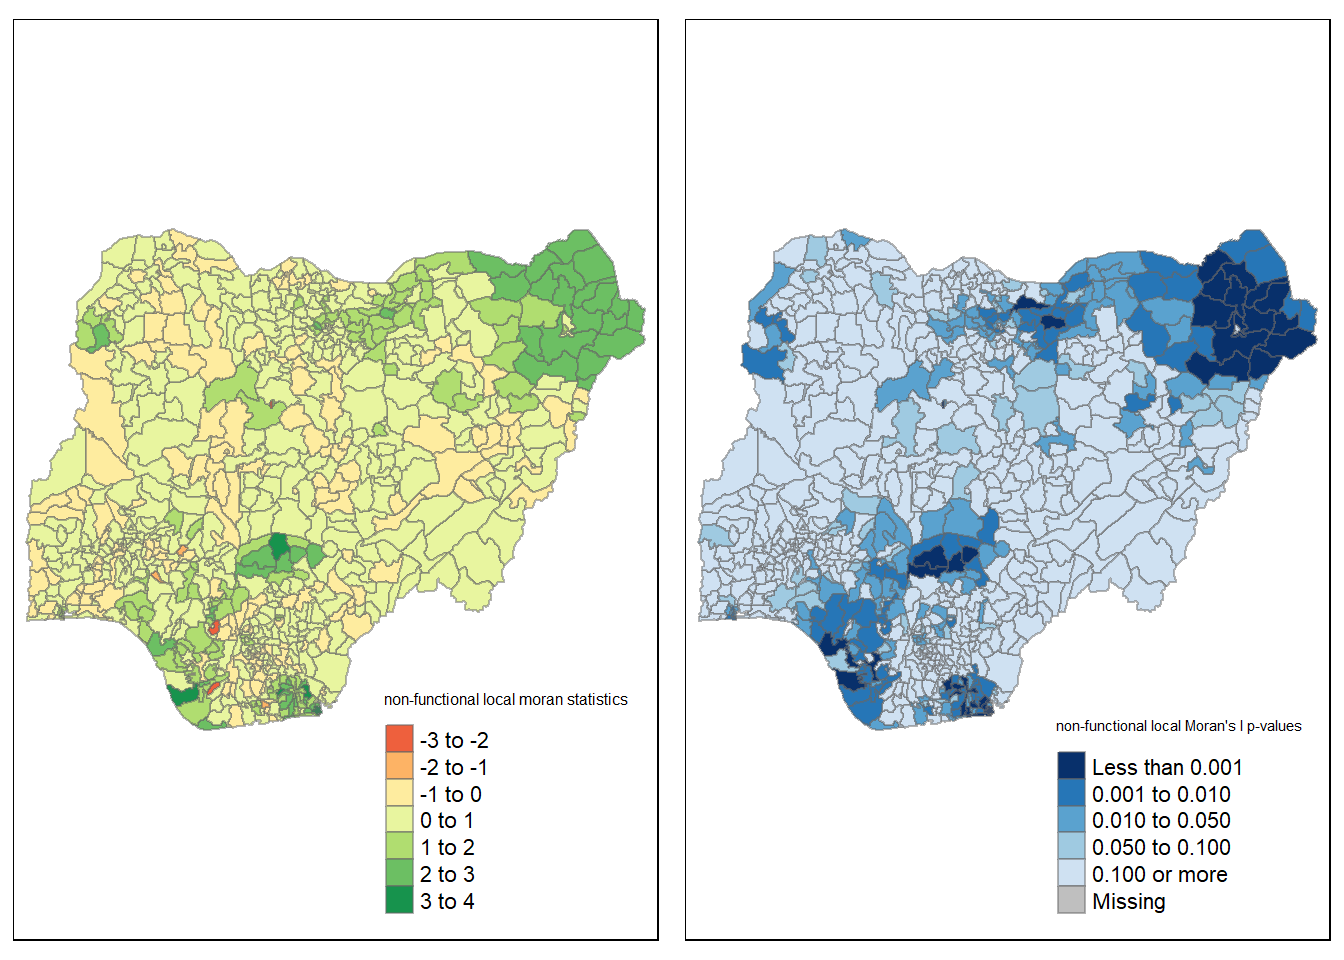 non-functional local moran statistics
-3 to -2
-2 to -1
-1 to 0
0 to 1
1 to 2
2 to 3
3 to 4
non-functional local Moran's I p-values
Less than 0.001
0.001 to 0.010
0.010 to 0.050
0.050 to 0.100
0.100 or more
Missing